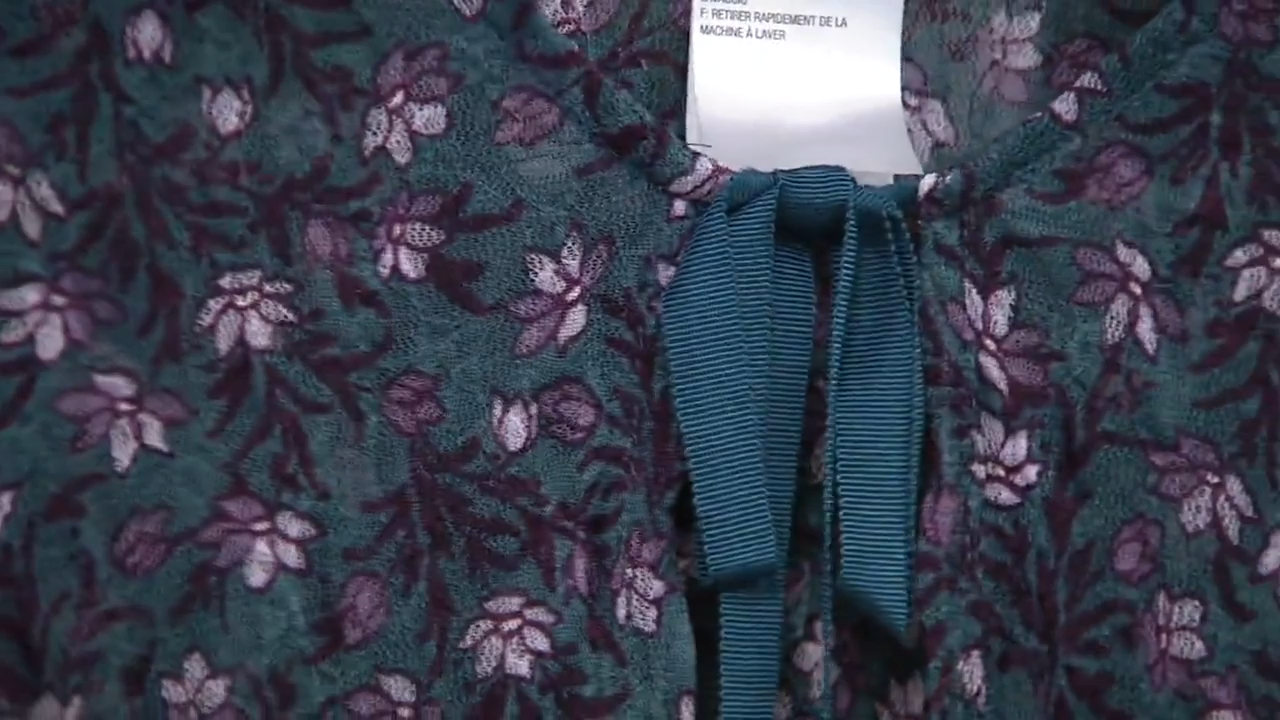 F: RETIRER RAPIDEMENT DE LA
MACHINE À LAVER